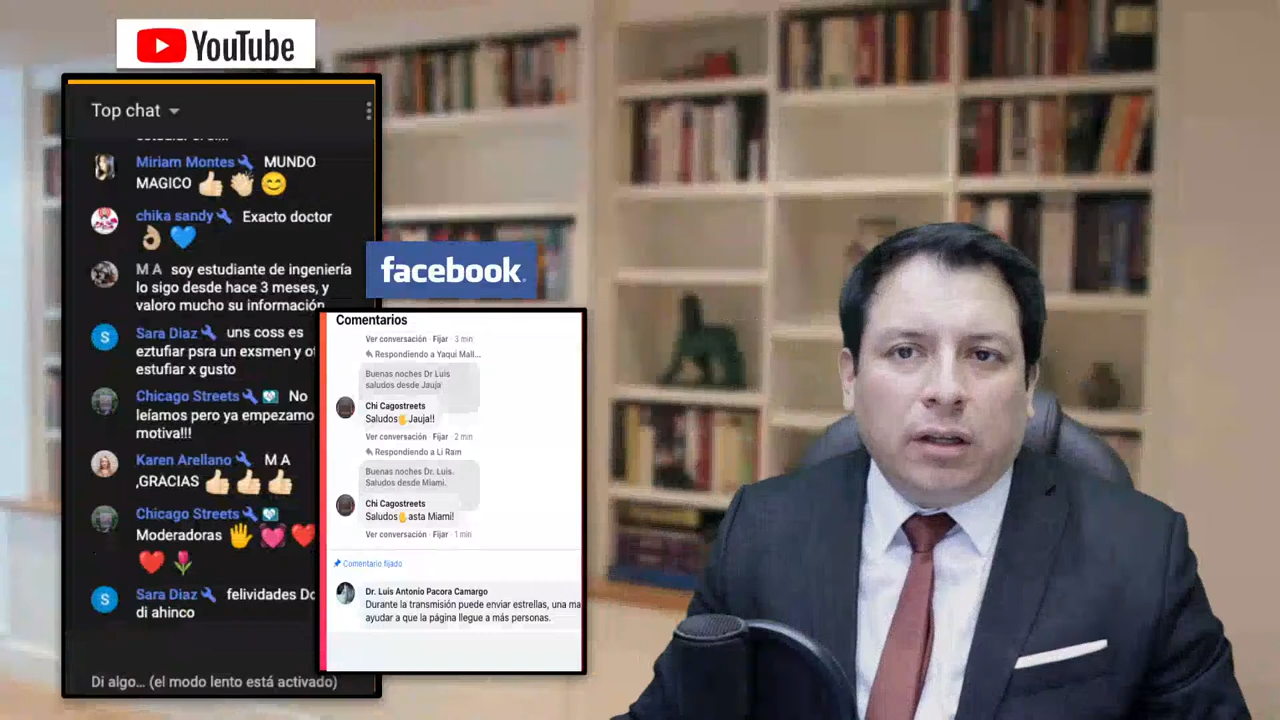 YouTube
Top chat
Miriam Montes MUNDO
MAGICO 👍🏻 👏🏻 😊
chika sandy Exacto doctor
👌🏼 💙
M A soy estudiante de ingeniería
lo sigo desde hace 3 meses, y
valoro mucho su información
Sara Diaz uns coss es
eztufiar psra un exsmen y
estufiar x gusto
Chicago Streets No
leíamos pero ya empezamo
motiva!!!
Karen Arellano M A
,GRACIAS 👍🏻 👍🏻 👍🏻
Chicago Streets
Moderadoras 🖐 💓 ❤️
❤️ 🌷
Sara Diaz felividades Do
di ahinco
Di algo... (el modo lento está activado)
facebook
Comentarios
Ver conversación · Fijar · 3 min
Respondiendo a Yaqui Mall...
Buenas noches Dr Luis
saludos desde Jauja
Chi Cagostreets
Saludos🖐Jauja!!
Ver conversación · Fijar · 2 min
Respondiendo a Li Ram
Buenas noches Dr. Luis.
Saludos desde Miami.
Chi Cagostreets
Saludos🖐asta Miami!
Ver conversación · Fijar · 1 min
Comentario fijado
Dr. Luis Antonio Pacora Camargo
Durante la transmisión puede enviar estrellas, una ma
ayudar a que la página llegue a más personas.